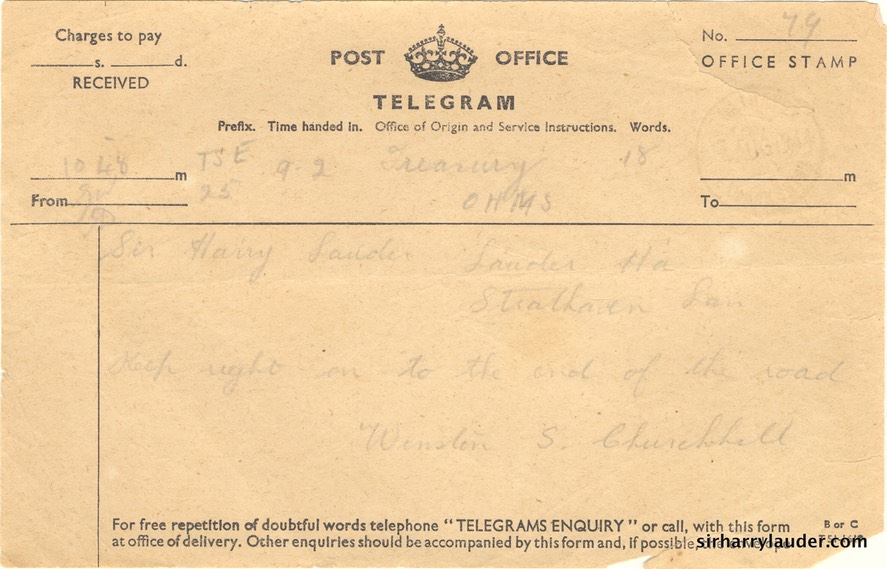 Charges to pay
s. d.
RECEIVED
POST OFFICE
TELEGRAM
Prefix. Time handed in. Office of Origin and Service Instructions. Words.
No. 79
OFFICE STAMP
10 48 m TSE 9.2 Treasury 18 m
25 OHMS
From To
Sir Harry Lauder Lauder Ha
Strathaven Lan
Keep right on to the end of the road
Winston S. Churchill
For free repetition of doubtful words telephone "TELEGRAMS ENQUIRY" or call, with this form
at office of delivery. Other enquiries should be accompanied by this form and, if possible, the envelope
B or C
sirharrylauder.com